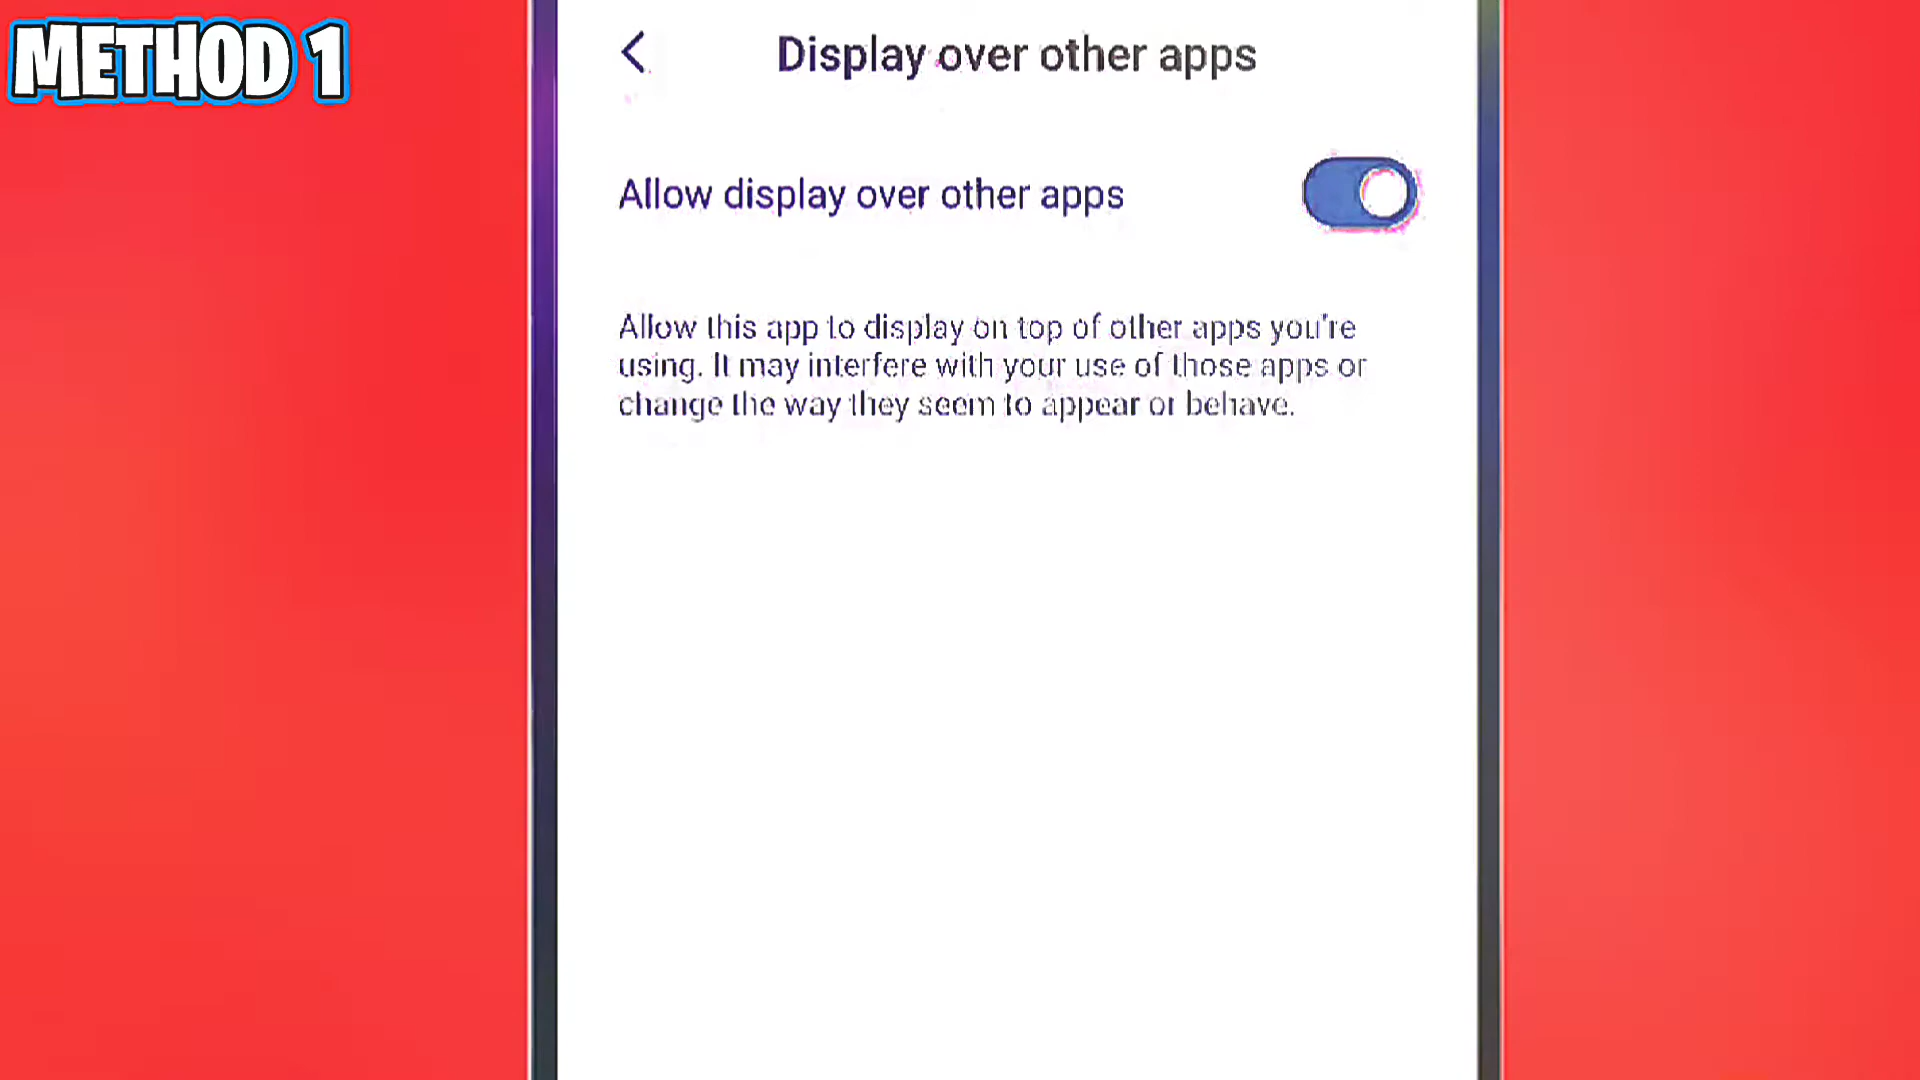 METHOD 1
Display over other apps
Allow display over other apps
Allow this app to display on top of other apps you're
using. It may interfere with your use of those apps or
change the way they seem to appear or behave.